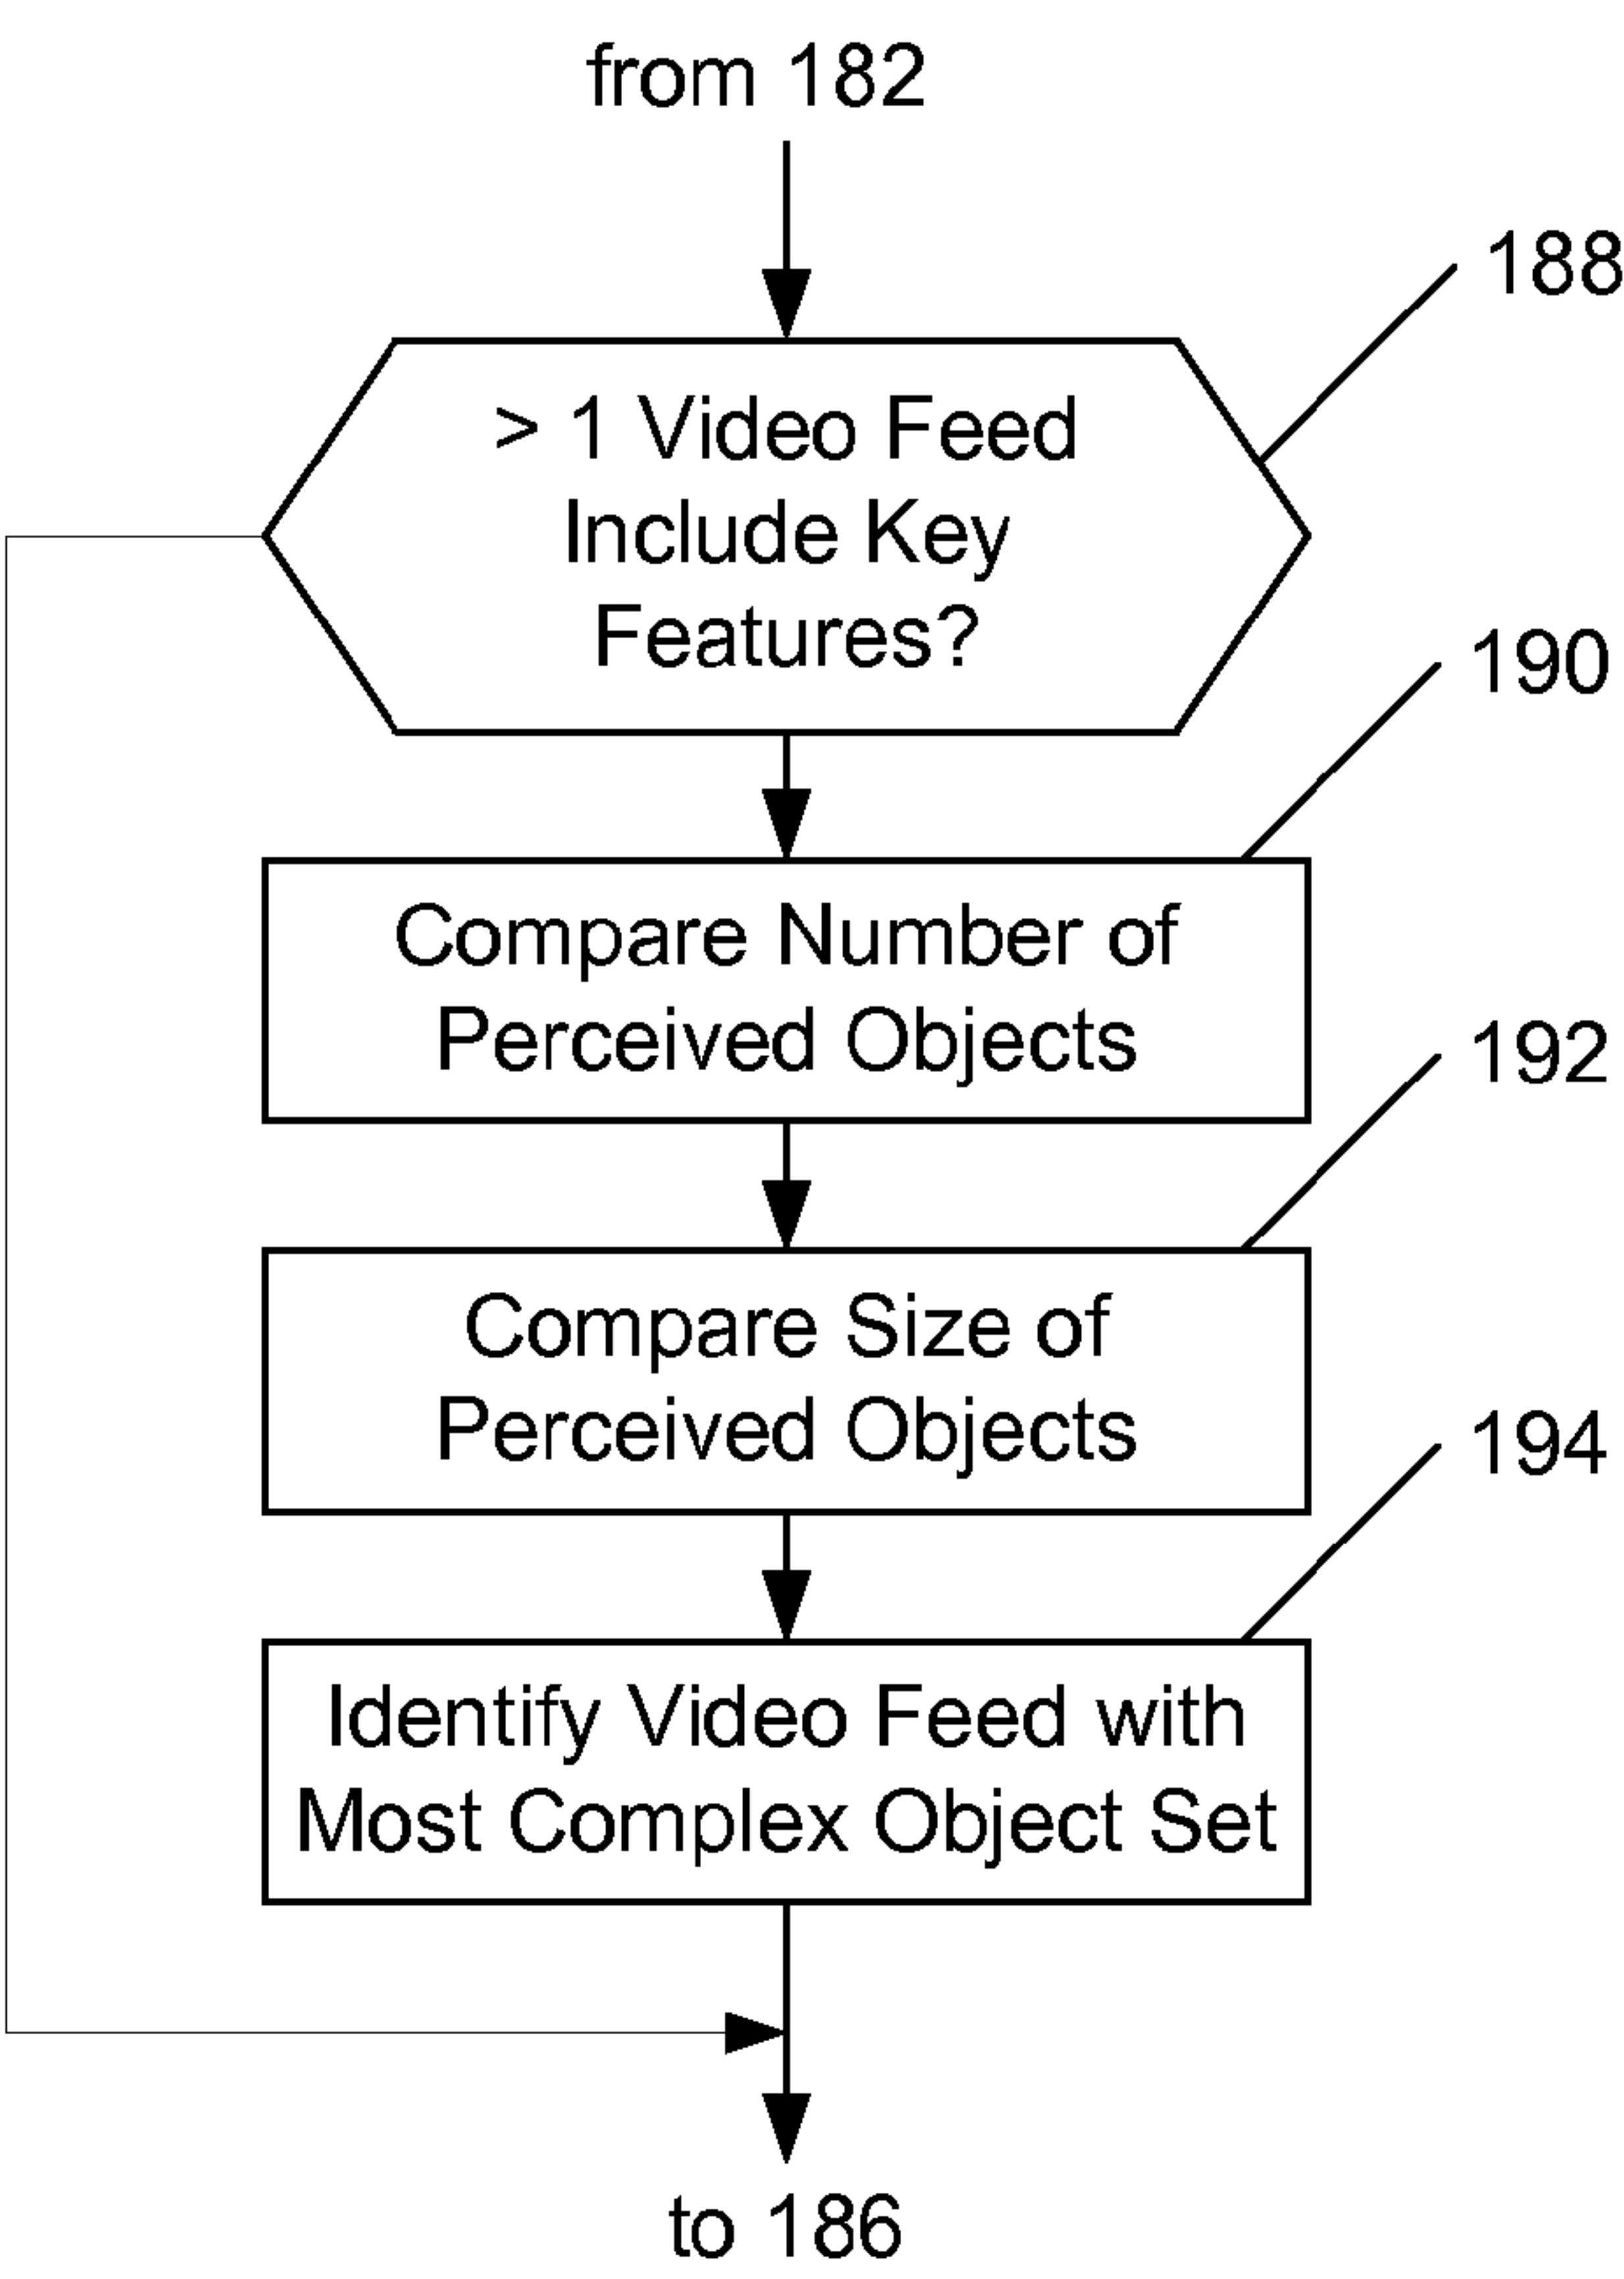 from 182
188
> 1 Video Feed
Include Key
Features?
190
Compare Number of
Perceived Objects
192
Compare Size of
Perceived Objects
194
Identify Video Feed with
Most Complex Object Set
to 186